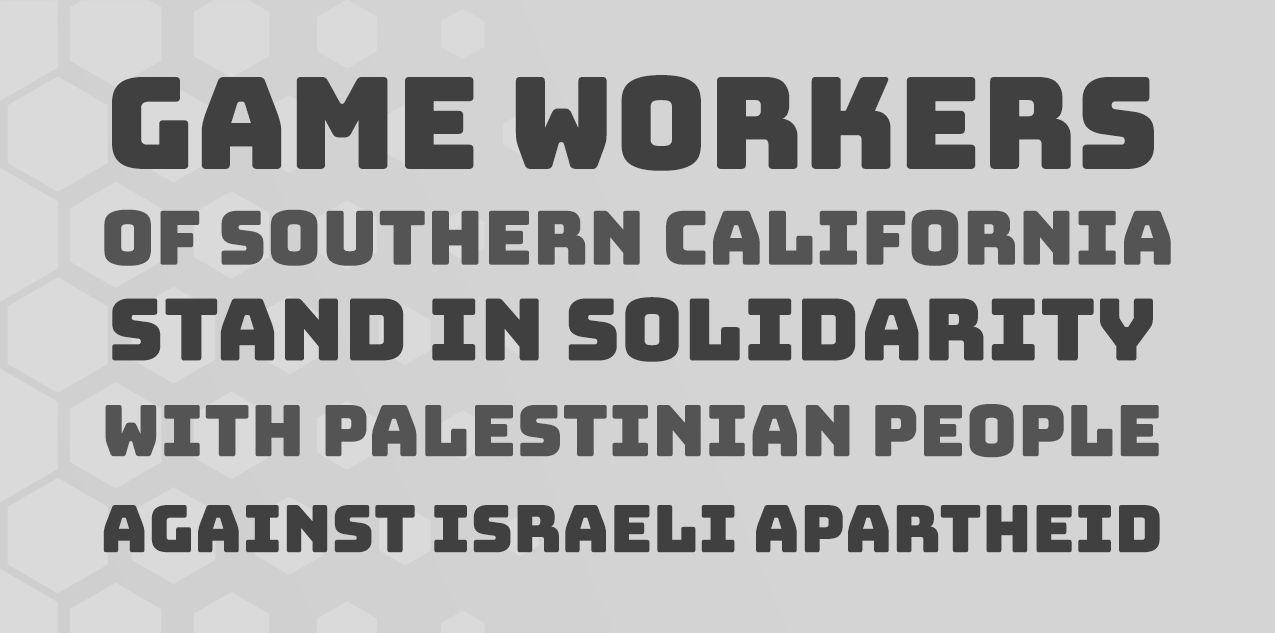 GAME WORKERS
OF SOUTHERN CALIFORNIA
STAND IN SOLIDARITY
WITH PALESTINIAN PEOPLE
AGAINST ISRAELI APARTHEID